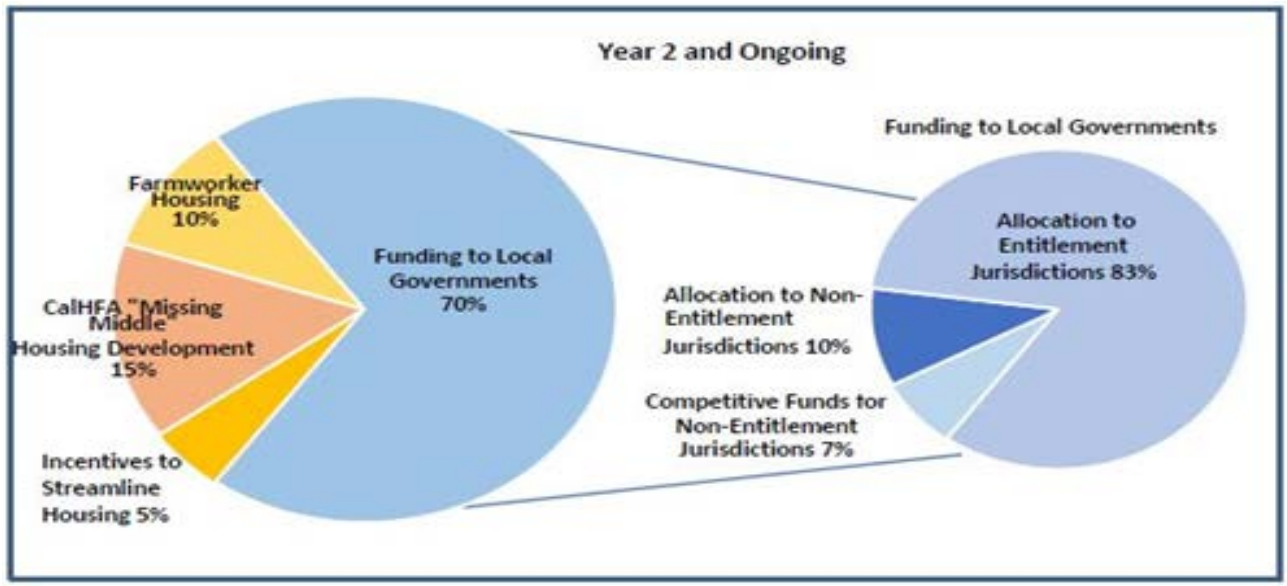 Year 2 and Ongoing
Farmworker
Housing
10%
Funding to Local
Governments
70%
CalHFA "Missing
Middle"
Housing Development
15%
Incentives to
Streamline
Housing 5%
Funding to Local Governments
Allocation to
Entitlement
Jurisdictions 83%
Allocation to Non-
Entitlement
Jurisdictions 10%
Competitive Funds for
Non-Entitlement
Jurisdictions 7%